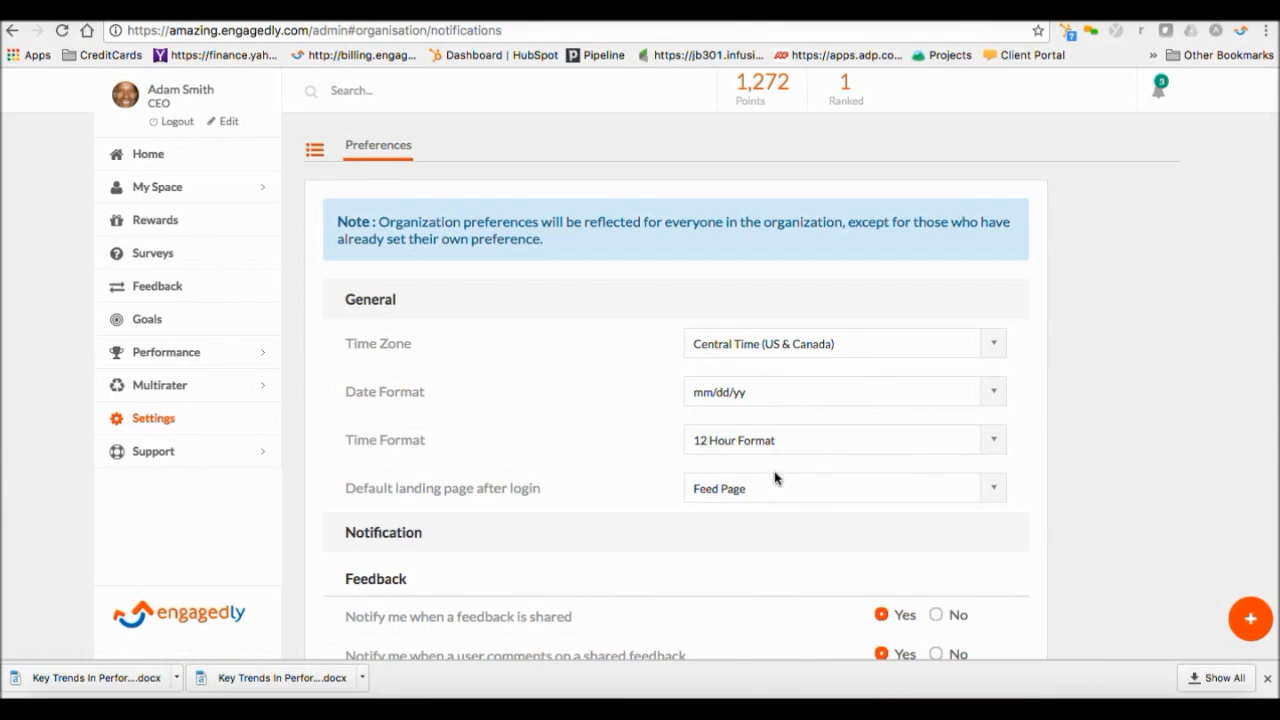 https://amazing.engagedly.com/admin#organisation/notifications
Apps CreditCards https://finance.yah... http://billing.engag... Dashboard | HubSpot Pipeline https://jb301.infusi... https://apps.adp.co... Projects Client Portal » Other Bookmarks
Adam Smith
CEO
Logout Edit
Search...
1,272
Points
1
Ranked
3
Home
My Space
Rewards
Surveys
Feedback
Goals
Performance
Multirater
Settings
Support
engagedly
Preferences
Note : Organization preferences will be reflected for everyone in the organization, except for those who have
already set their own preference.
General
Time Zone Central Time (US & Canada)
Date Format mm/dd/yy
Time Format 12 Hour Format
Default landing page after login Feed Page
Notification
Feedback
Notify me when a feedback is shared Yes No
Notify me when a user comments on a shared feedback Yes No
+
Key Trends In Perfor....docx Key Trends In Perfor....docx Show All